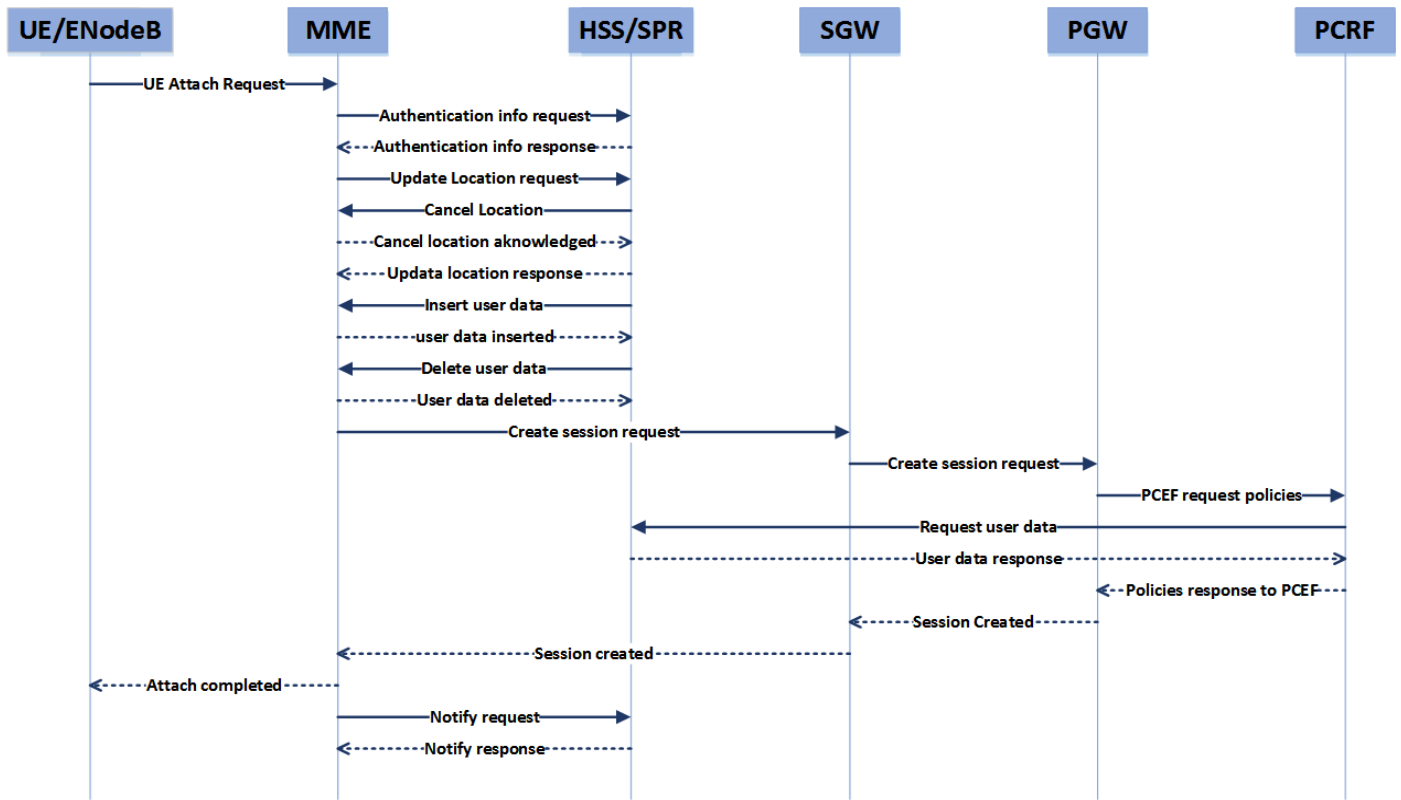 UE/ENodeB MME HSS/SPR SGW PGW PCRF
UE Attach Request
Authentication info request
Authentication info response
Update Location request
Cancel Location
Cancel location aknowledged
Updata location response
Insert user data
user data inserted
Delete user data
User data deleted
Create session request
Create session request
PCEF request policies
Request user data
User data response
Policies response to PCEF
Session Created
Session created
Attach completed
Notify request
Notify response